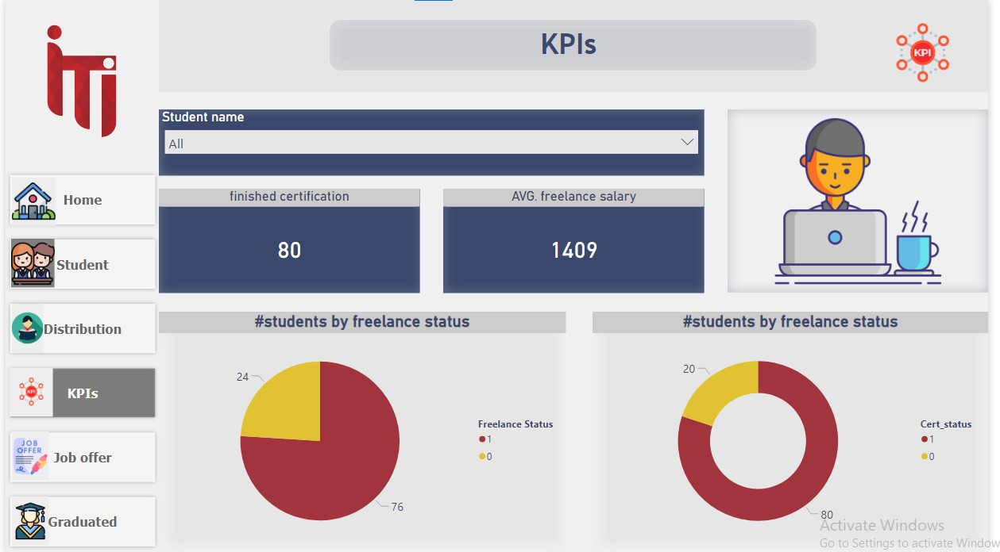 KPIs
KPI
Student name
All
Home
Student
Distribution
KPIs
JOB
OFFER
Job offer
Graduated
finished certification
80
AVG. freelance salary
1409
#students by freelance status
24
76
Freelance Status
1
0
#students by freelance status
20
80
Cert_status
1
0
Activate Windows
Go to Settings to activate Window